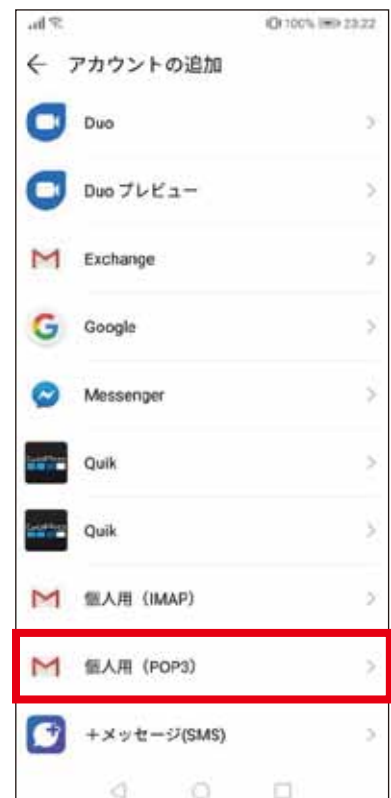 100% 23:22
← アカウントの追加
Duo
Duo プレビュー
Exchange
Google
Messenger
Quik
Quik
個人用（IMAP）
個人用（POP3）
＋メッセージ(SMS)